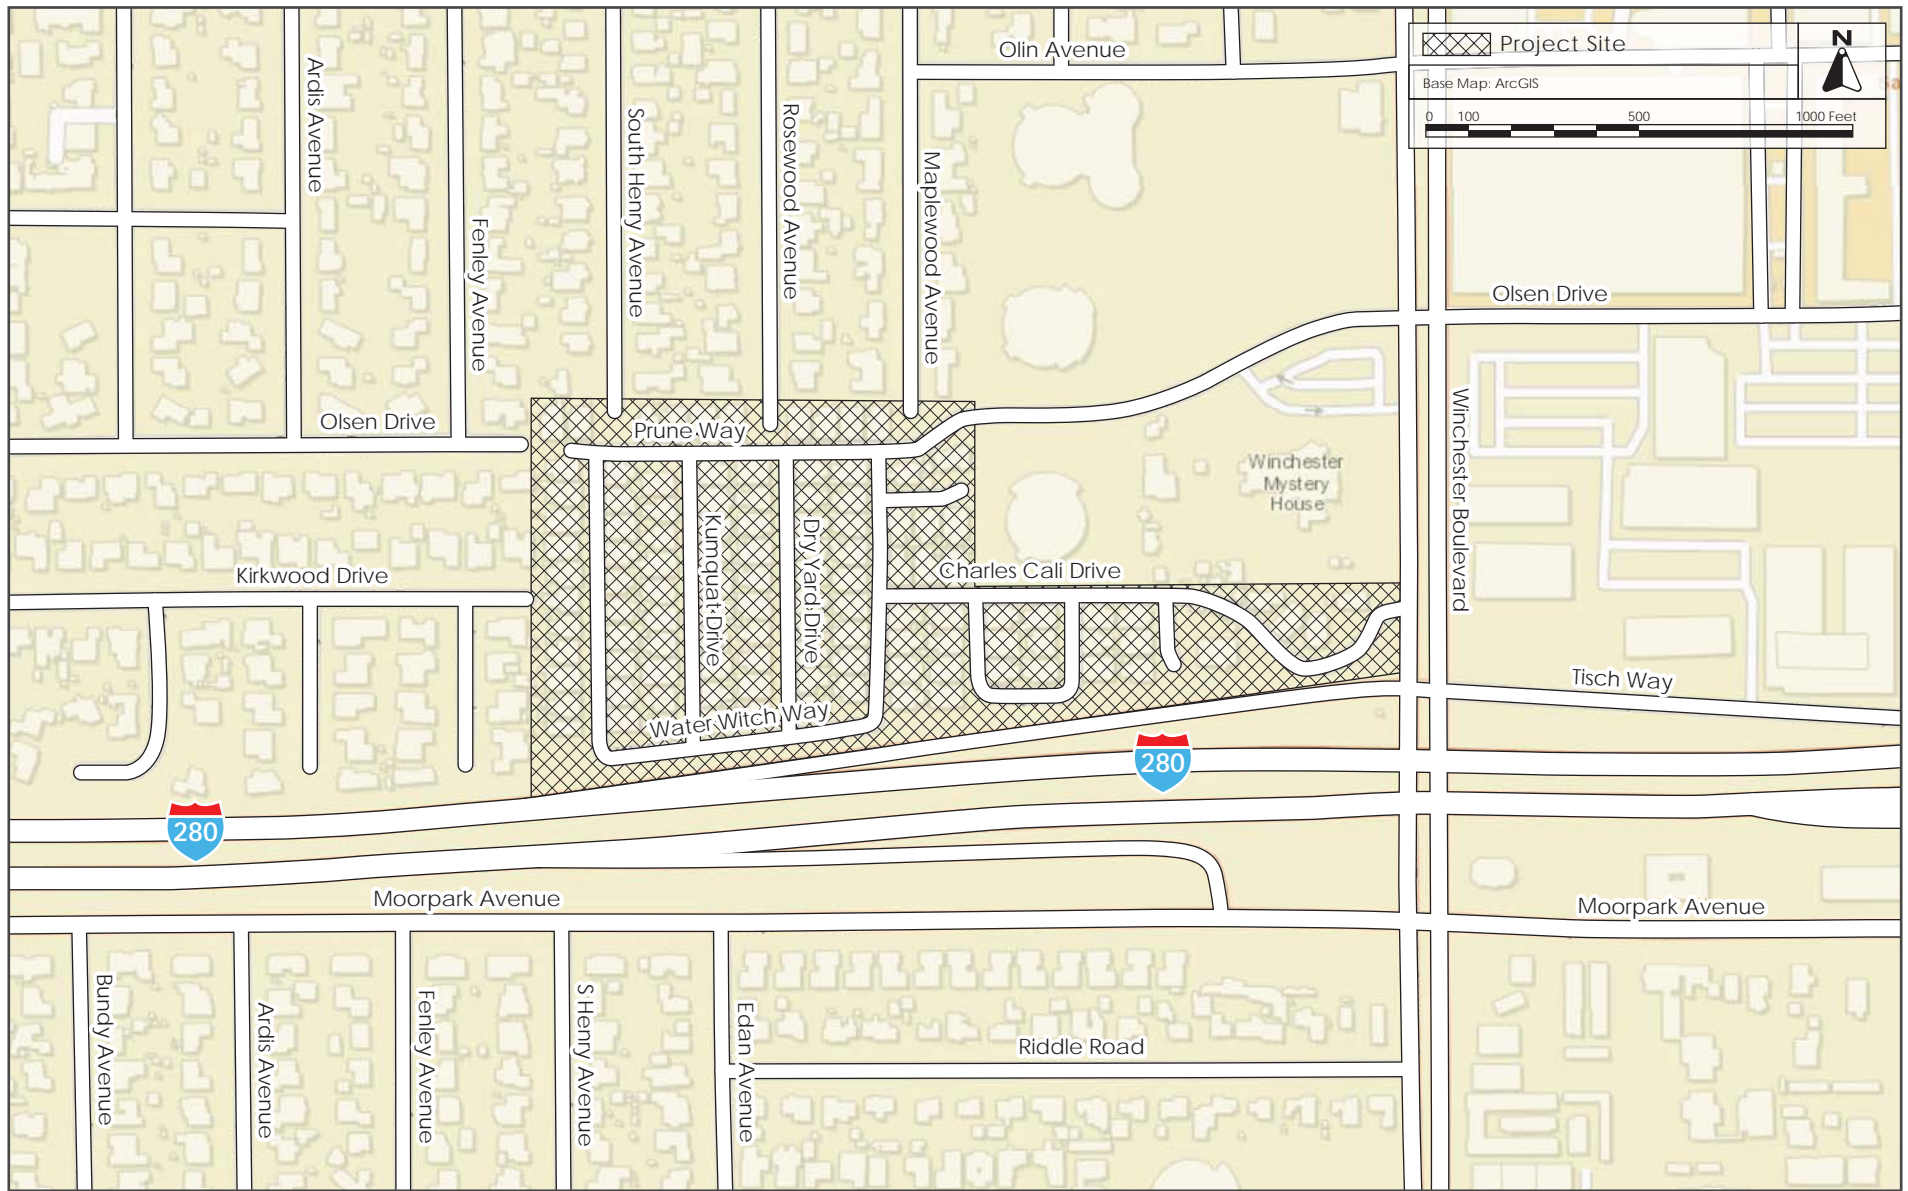 Olin Avenue
Project Site
N
Base Map: ArcGIS
0 100 500 1000 Feet
Ardis Avenue
Fenley Avenue
South Henry Avenue
Rosewood Avenue
Maplewood Avenue
Olsen Drive
Winchester Boulevard
Olsen Drive
Prune Way
Winchester
Mystery
House
Kumquat Drive
Dry Yard Drive
Kirkwood Drive
Charles Cali Drive
Water Witch Way
Tisch Way
280
280
Moorpark Avenue
Moorpark Avenue
Bundy Avenue
Ardis Avenue
Fenley Avenue
S Henry Avenue
Edan Avenue
Riddle Road